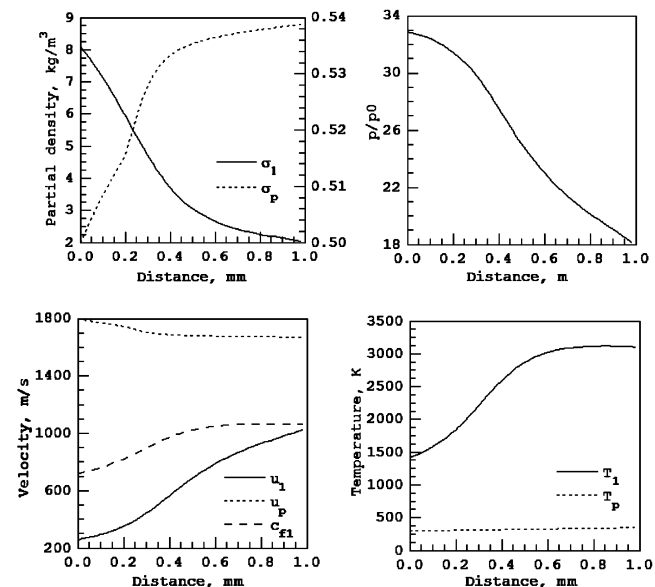 Partial density, kg/m³
9
8
7
6
5
4
3
2
0.54
0.53
0.52
0.51
0.50
σ₁
σₚ
0.0 0.2 0.4 0.6 0.8 1.0
Distance, mm
p/p0
34
30
26
22
18
0.0 0.2 0.4 0.6 0.8 1.0
Distance, m
Velocity, m/s
1800
1400
1000
600
200
u₁
uₚ
c_f1
0.0 0.2 0.4 0.6 0.8 1.0
Distance, mm
Temperature, K
3500
3000
2500
2000
1500
1000
500
0
T₁
Tₚ
0.0 0.2 0.4 0.6 0.8 1.0
Distance, mm